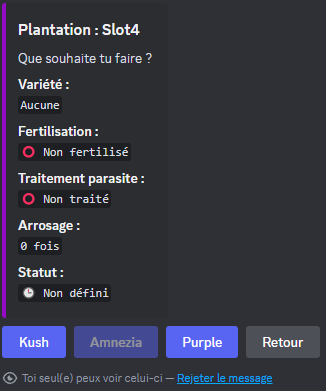 Plantation : Slot4
Que souhaite tu faire ?
Variété :
Aucune
Fertilisation :
⭕ Non fertilisé
Traitement parasite :
⭕ Non traité
Arrosage :
0 fois
Statut :
🕒 Non défini
Kush Amnezia Purple Retour
Toi seul(e) peux voir celui-ci — Rejeter le message